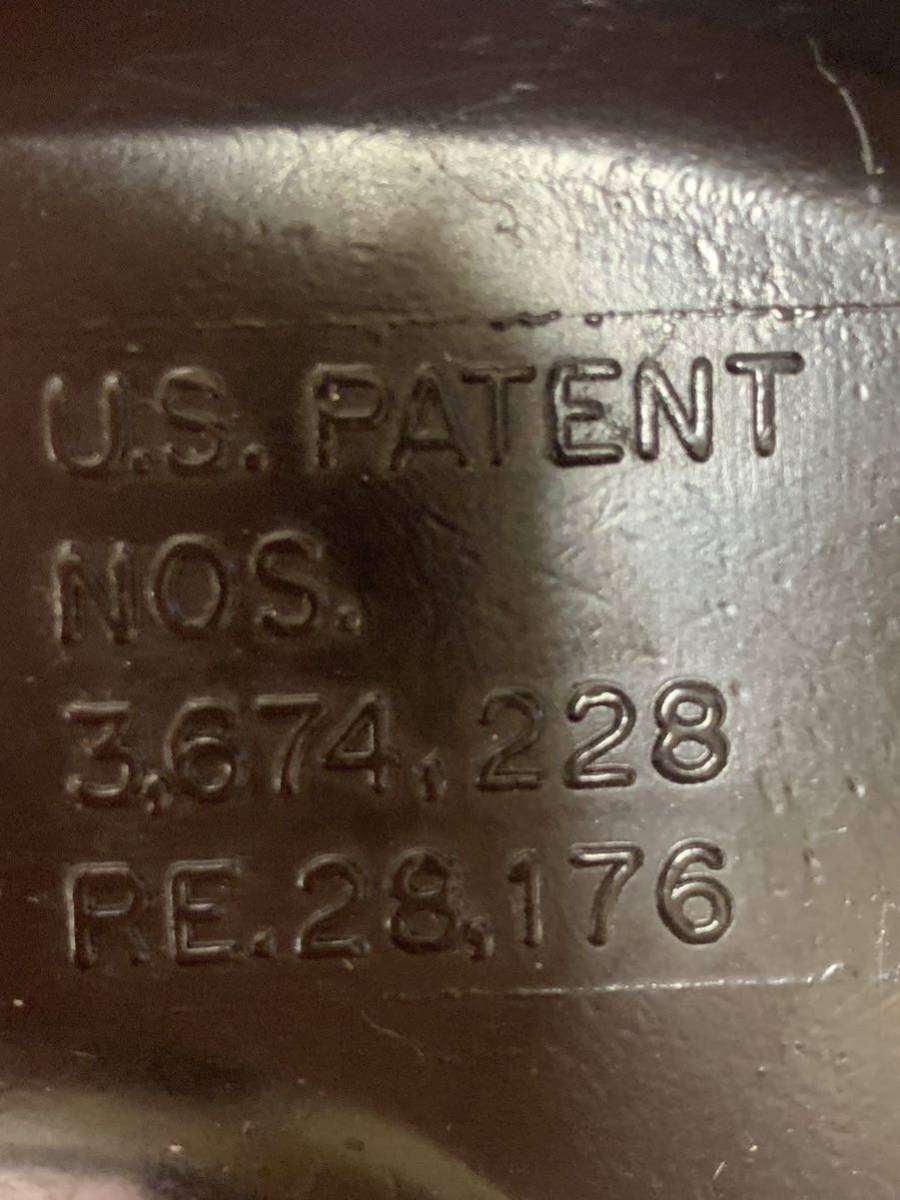 U.S. PATENT
NOS.
3,674,228
RE.28,176